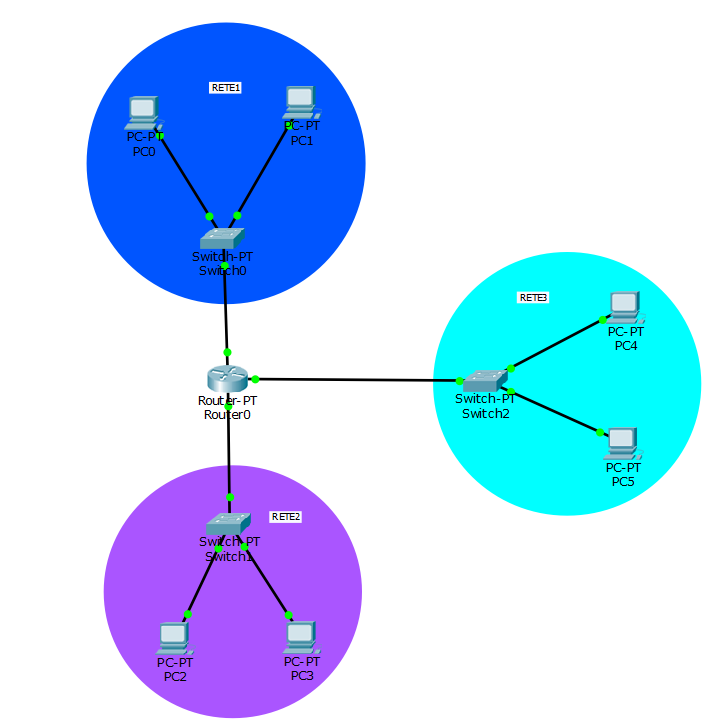 RETE1
PC-PT
PC0
PC-PT
PC1
Switch-PT
Switch0
RETE3
PC-PT
PC4
Router-PT
Router0
Switch-PT
Switch2
PC-PT
PC5
RETE2
Switch-PT
Switch1
PC-PT
PC2
PC-PT
PC3